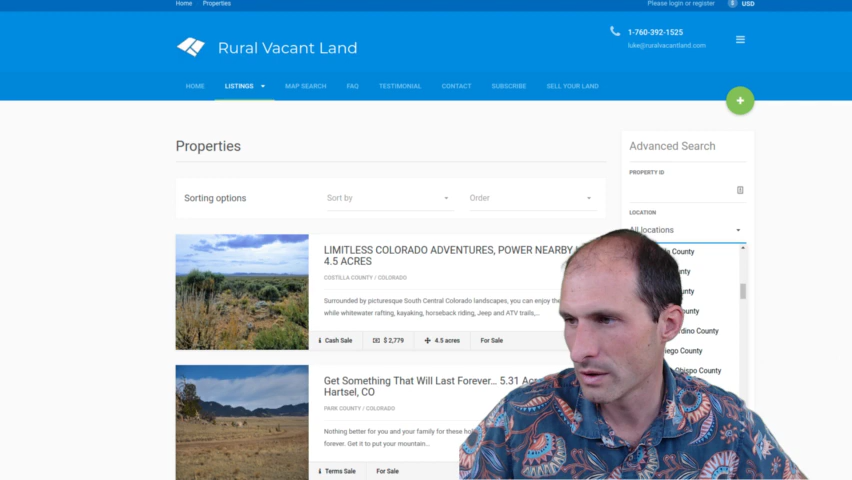 Home Properties Please login or register $ USD
Rural Vacant Land
1-760-392-1525
luke@ruralvacantland.com
HOME LISTINGS MAP SEARCH FAQ TESTIMONIAL CONTACT SUBSCRIBE SELL YOUR LAND
Properties
Sorting options Sort by Order
LIMITLESS COLORADO ADVENTURES, POWER NEARBY
4.5 ACRES
COSTILLA COUNTY / COLORADO
Surrounded by picturesque South Central Colorado landscapes, you can enjoy the
while whitewater rafting, kayaking, horseback riding, Jeep and ATV trails,...
Cash Sale $ 2,779 4.5 acres For Sale
Get Something That Will Last Forever... 5.31
Hartsel, CO
PARK COUNTY / COLORADO
Nothing better for you and your family for these
forever. Get it to put your mountain...
Terms Sale For Sale
Advanced Search
PROPERTY ID
LOCATION
All locations
County
County
County